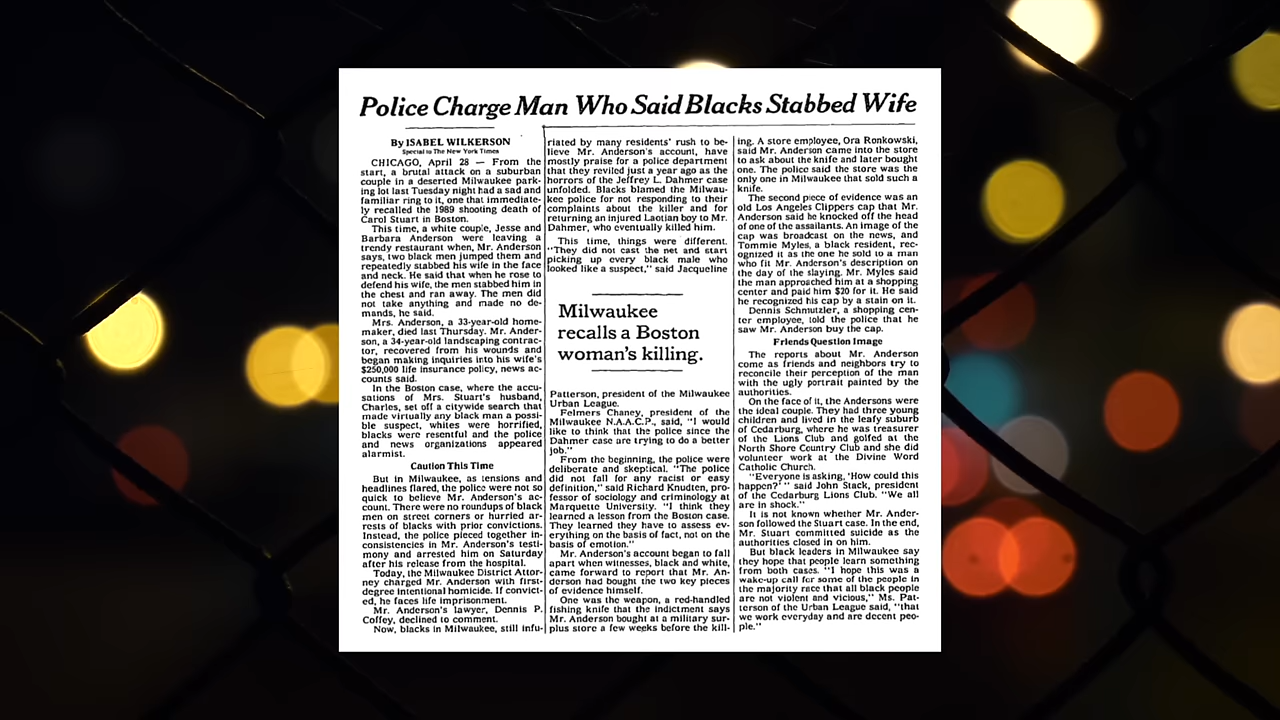 Police Charge Man Who Said Blacks Stabbed Wife
By ISABEL WILKERSON
Special to The New York Times
CHICAGO, April 28 — From the
start, a brutal attack on a suburban
couple in a deserted Milwaukee park-
ing lot last Tuesday night had a sad and
familiar ring to it, one that immediate-
ly recalled the 1989 shooting death of
Carol Stuart in Boston.
This time, a white couple, Jesse and
Barbara Anderson were leaving a
trendy restaurant when, Mr. Anderson
says, two black men jumped them and
repeatedly stabbed his wife in the face
and neck. He said that when he rose to
defend his wife, the men stabbed him in
the chest and ran away. The men did
not take anything and made no de-
mands, he said.
Mrs. Anderson, a 33-year-old home-
maker, died last Thursday. Mr. Ander-
son, a 34-year-old landscaping contrac-
tor, recovered from his wounds and
began making inquiries into his wife's
$250,000 life insurance policy, news ac-
counts said.
In the Boston case, where the accu-
sations of Mrs. Stuart's husband,
Charles, set off a citywide search that
made virtually any black man a possi-
ble suspect, whites were horrified,
blacks were resentful and the police
and news organizations appeared
alarmist.
Caution This Time
But in Milwaukee, as tensions and
headlines flared, the police were not so
quick to believe Mr. Anderson's ac-
count. There were no roundups of black
men on street corners or hurried ar-
rests of blacks with prior convictions.
Instead, the police pieced together in-
consistencies in Mr. Anderson's testi-
mony and arrested him on Saturday
after his release from the hospital.
Today, the Milwaukee District Attor-
ney charged Mr. Anderson with first-
degree intentional homicide. If convict-
ed, he faces life imprisonment.
Mr. Anderson's lawyer, Dennis P.
Coffey, declined to comment.
Now, blacks in Milwaukee, still infu-
riated by many residents' rush to be-
lieve Mr. Anderson's account, have
mostly praise for a police department
that they reviled just a year ago as the
horrors of the Jeffrey L. Dahmer case
unfolded. Blacks blamed the Milwau-
kee police for not responding to their
complaints about the killer and for
returning an injured Laotian boy to Mr.
Dahmer, who eventually killed him.
This time, things were different.
"They did not cast the net and start
picking up every black male who
looked like a suspect," said Jacqueline
Milwaukee
recalls a Boston
woman's killing.
Patterson, president of the Milwaukee
Urban League.
Felmers Chaney, president of the
Milwaukee N.A.A.C.P., said, "I would
like to think that the police since the
Dahmer case are trying to do a better
job."
From the beginning, the police were
deliberate and skeptical. "The police
did not fall for any racist or easy
definition," said Richard Knudten, pro-
fessor of sociology and criminology at
Marquette University. "I think they
learned a lesson from the Boston case.
They learned they have to assess ev-
erything on the basis of fact, not on the
basis of emotion."
Mr. Anderson's account began to fall
apart when witnesses, black and white,
came forward to report that Mr. An-
derson had bought the two key pieces
of evidence himself.
One was the weapon, a red-handled
fishing knife that the indictment says
Mr. Anderson bought at a military sur-
plus store a few weeks before the kill-
ing. A store employee, Ora Ronkowski,
said Mr. Anderson came into the store
to ask about the knife and later bought
one. The police said the store was the
only one in Milwaukee that sold such a
knife.
The second piece of evidence was an
old Los Angeles Clippers cap that Mr.
Anderson said he knocked off the head
of one of the assailants. An image of the
cap was broadcast on the news, and
Tommie Myles, a black resident, rec-
ognized it as the one he sold to a man
who fit Mr. Anderson's description on
the day of the slaying. Mr. Myles said
the man approached him at a shopping
center and paid him $20 for it. He said
he recognized his cap by a stain on it.
Dennis Schnutzler, a shopping cen-
ter employee, told the police that he
saw Mr. Anderson buy the cap.
Friends Question Image
The reports about Mr. Anderson
come as friends and neighbors try to
reconcile their perception of the man
with the ugly portrait painted by the
authorities.
On the face of it, the Andersons were
the ideal couple. They had three young
children and lived in the leafy suburb
of Cedarburg, where he was treasurer
of the Lions Club and golfed at the
North Shore Country Club and she did
volunteer work at the Divine Word
Catholic Church.
"Everyone is asking, 'How could this
happen?' " said John Stack, president
of the Cedarburg Lions Club. "We all
are in shock."
It is not known whether Mr. Ander-
son followed the Stuart case. In the end,
Mr. Stuart committed suicide as the
authorities closed in on him.
But black leaders in Milwaukee say
they hope that people learn something
from both cases. "I hope this was a
wake-up call for some of the people in
the majority race that all black people
are not violent and vicious," Ms. Pat-
terson of the Urban League said, "that
we work everyday and are decent peo-
ple."